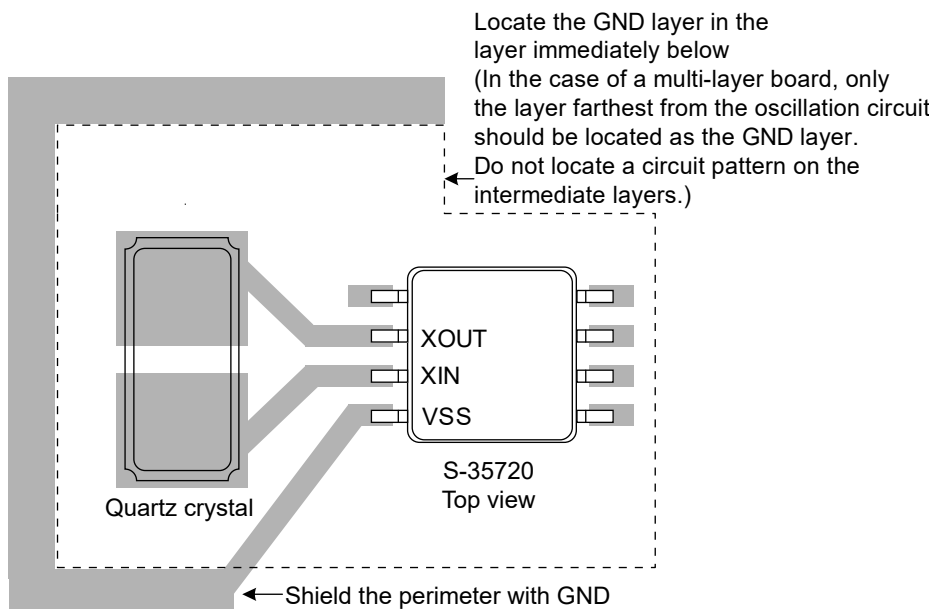 Locate the GND layer in the
layer immediately below
(In the case of a multi-layer board, only
the layer farthest from the oscillation circuit
should be located as the GND layer.
Do not locate a circuit pattern on the
intermediate layers.)
XOUT
XIN
VSS
S-35720
Top view
Quartz crystal
Shield the perimeter with GND